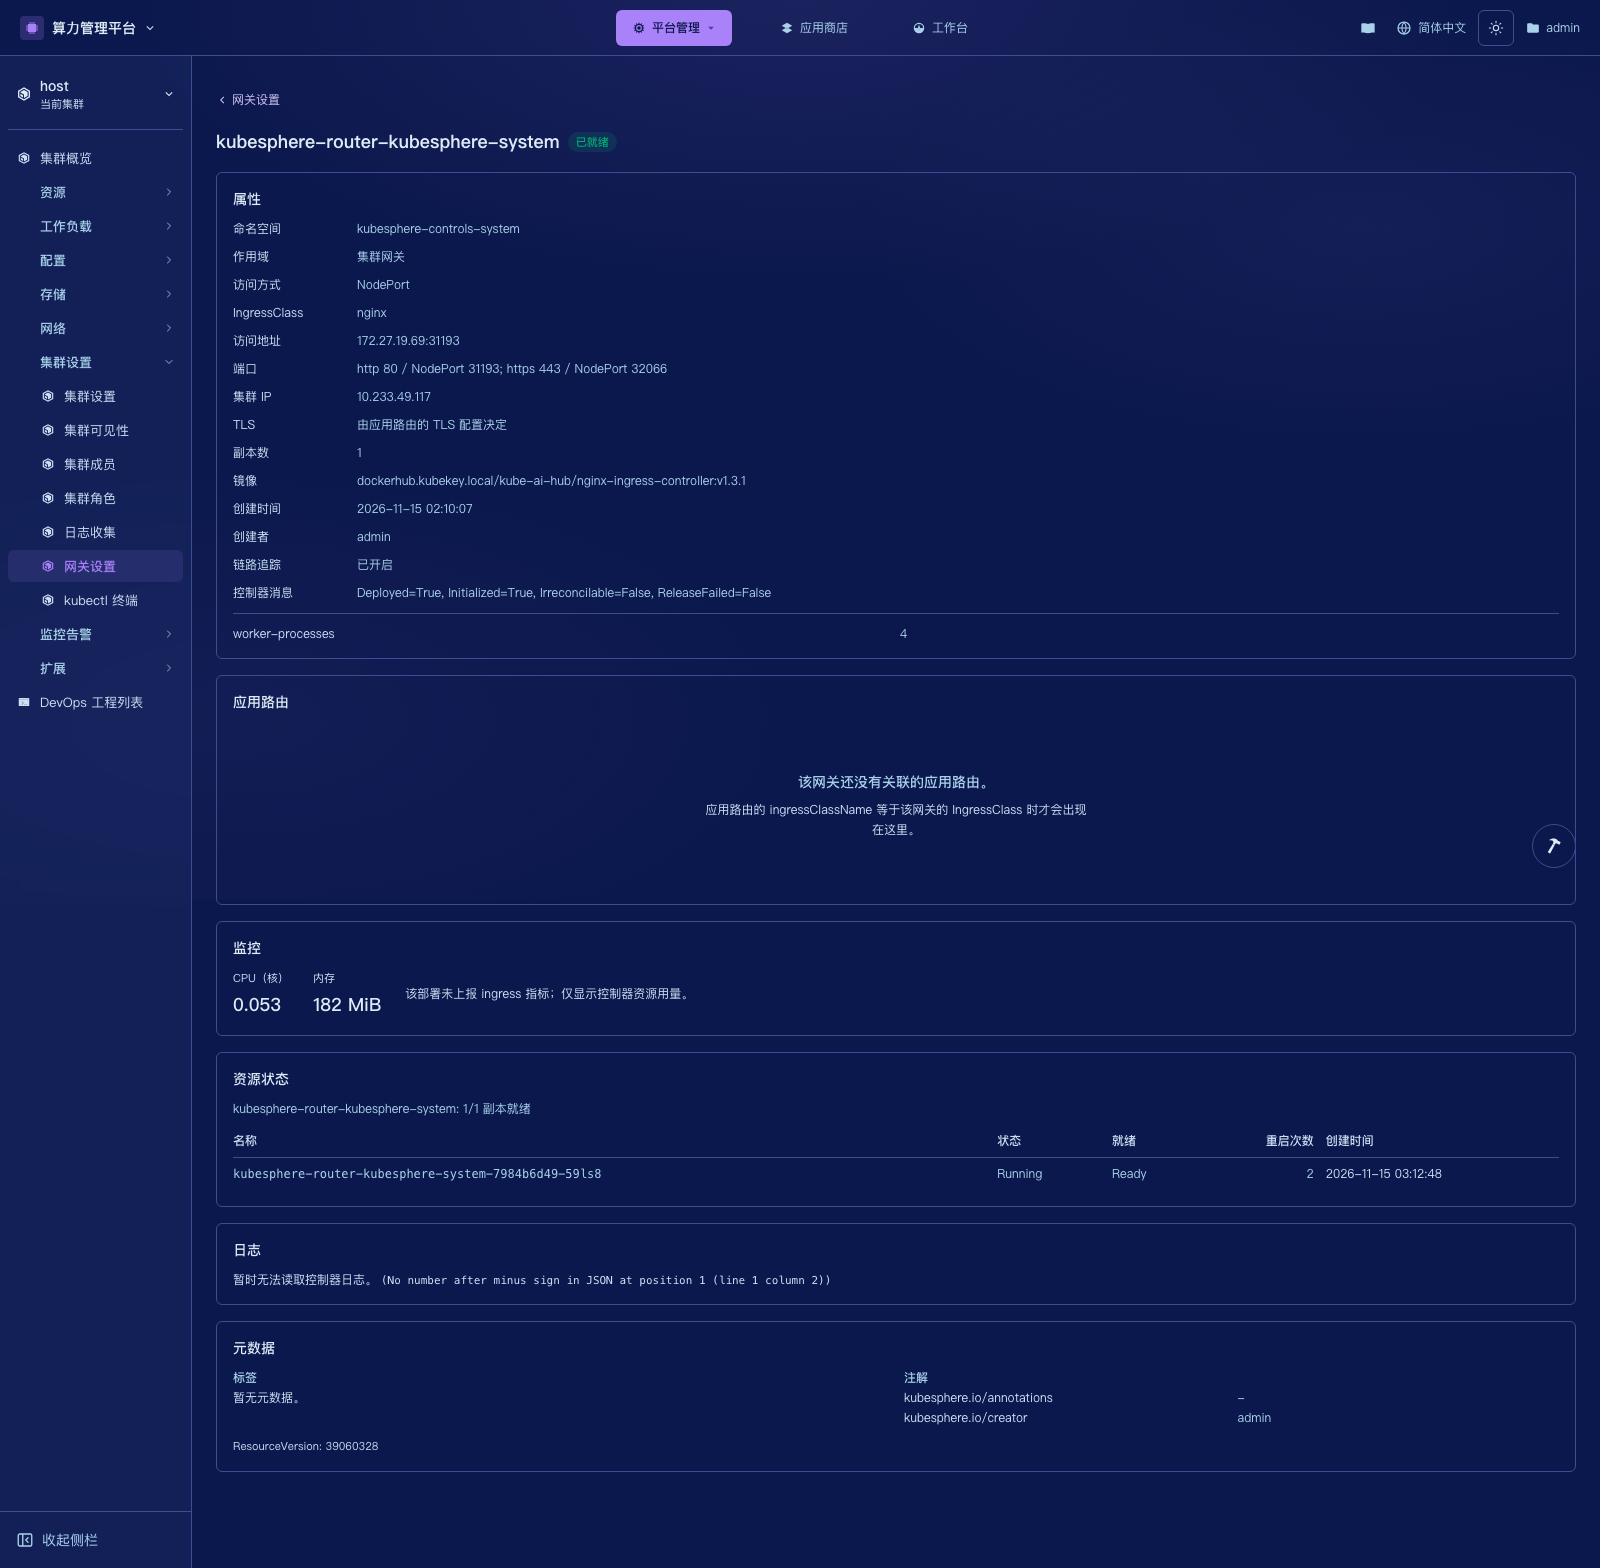 算力管理平台
平台管理
应用商店
工作台
简体中文
admin
host
当前集群
集群概览
资源
工作负载
配置
存储
网络
集群设置
集群设置
集群可见性
集群成员
集群角色
日志收集
网关设置
kubectl 终端
监控告警
扩展
DevOps 工程列表
收起侧栏
网关设置
kubesphere-router-kubesphere-system 已就绪
属性
命名空间 kubesphere-controls-system
作用域 集群网关
访问方式 NodePort
IngressClass nginx
访问地址 172.27.19.69:31193
端口 http 80 / NodePort 31193; https 443 / NodePort 32066
集群 IP 10.233.49.117
TLS 由应用路由的 TLS 配置决定
副本数 1
镜像 dockerhub.kubekey.local/kube-ai-hub/nginx-ingress-controller:v1.3.1
创建时间 2026-11-15 02:10:07
创建者 admin
链路追踪 已开启
控制器消息 Deployed=True, Initialized=True, Irreconcilable=False, ReleaseFailed=False
worker-processes 4
应用路由
该网关还没有关联的应用路由。
应用路由的 ingressClassName 等于该网关的 IngressClass 时才会出现
在这里。
监控
CPU（核） 内存
0.053 182 MiB 该部署未上报 ingress 指标；仅显示控制器资源用量。
资源状态
kubesphere-router-kubesphere-system: 1/1 副本就绪
名称 状态 就绪 重启次数 创建时间
kubesphere-router-kubesphere-system-7984b6d49-59ls8 Running Ready 2 2026-11-15 03:12:48
日志
暂时无法读取控制器日志。 (No number after minus sign in JSON at position 1 (line 1 column 2))
元数据
标签
暂无元数据。
注解
kubesphere.io/annotations -
kubesphere.io/creator admin
ResourceVersion: 39060328